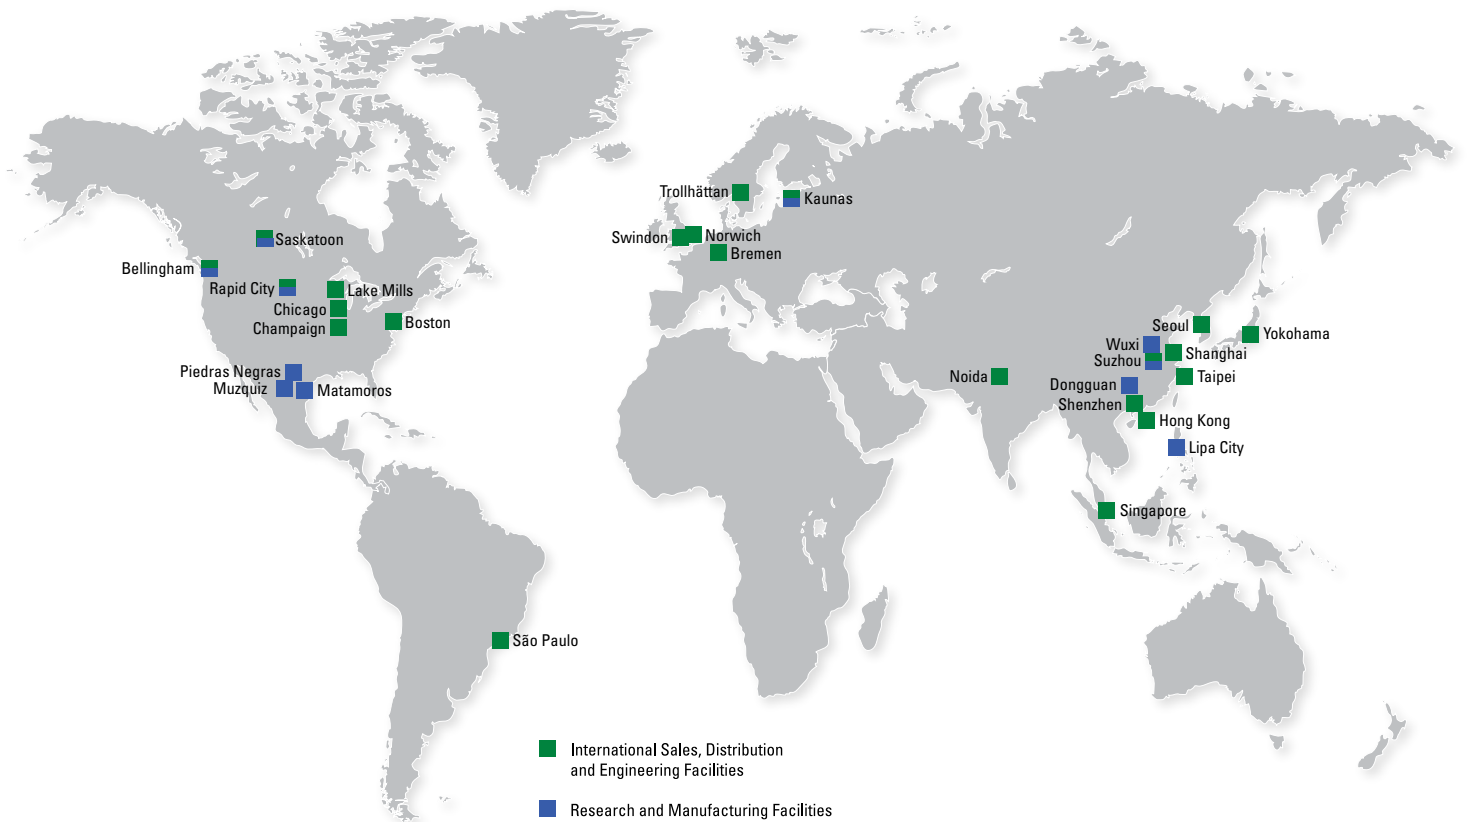 Trollhättan
Kaunas
Swindon
Norwich
Bremen
Saskatoon
Bellingham
Rapid City
Lake Mills
Chicago
Champaign
Boston
Piedras Negras
Muzquiz
Matamoros
Seoul
Yokohama
Wuxi
Shanghai
Suzhou
Noida
Taipei
Dongguan
Shenzhen
Hong Kong
Lipa City
Singapore
São Paulo
International Sales, Distribution
and Engineering Facilities
Research and Manufacturing Facilities